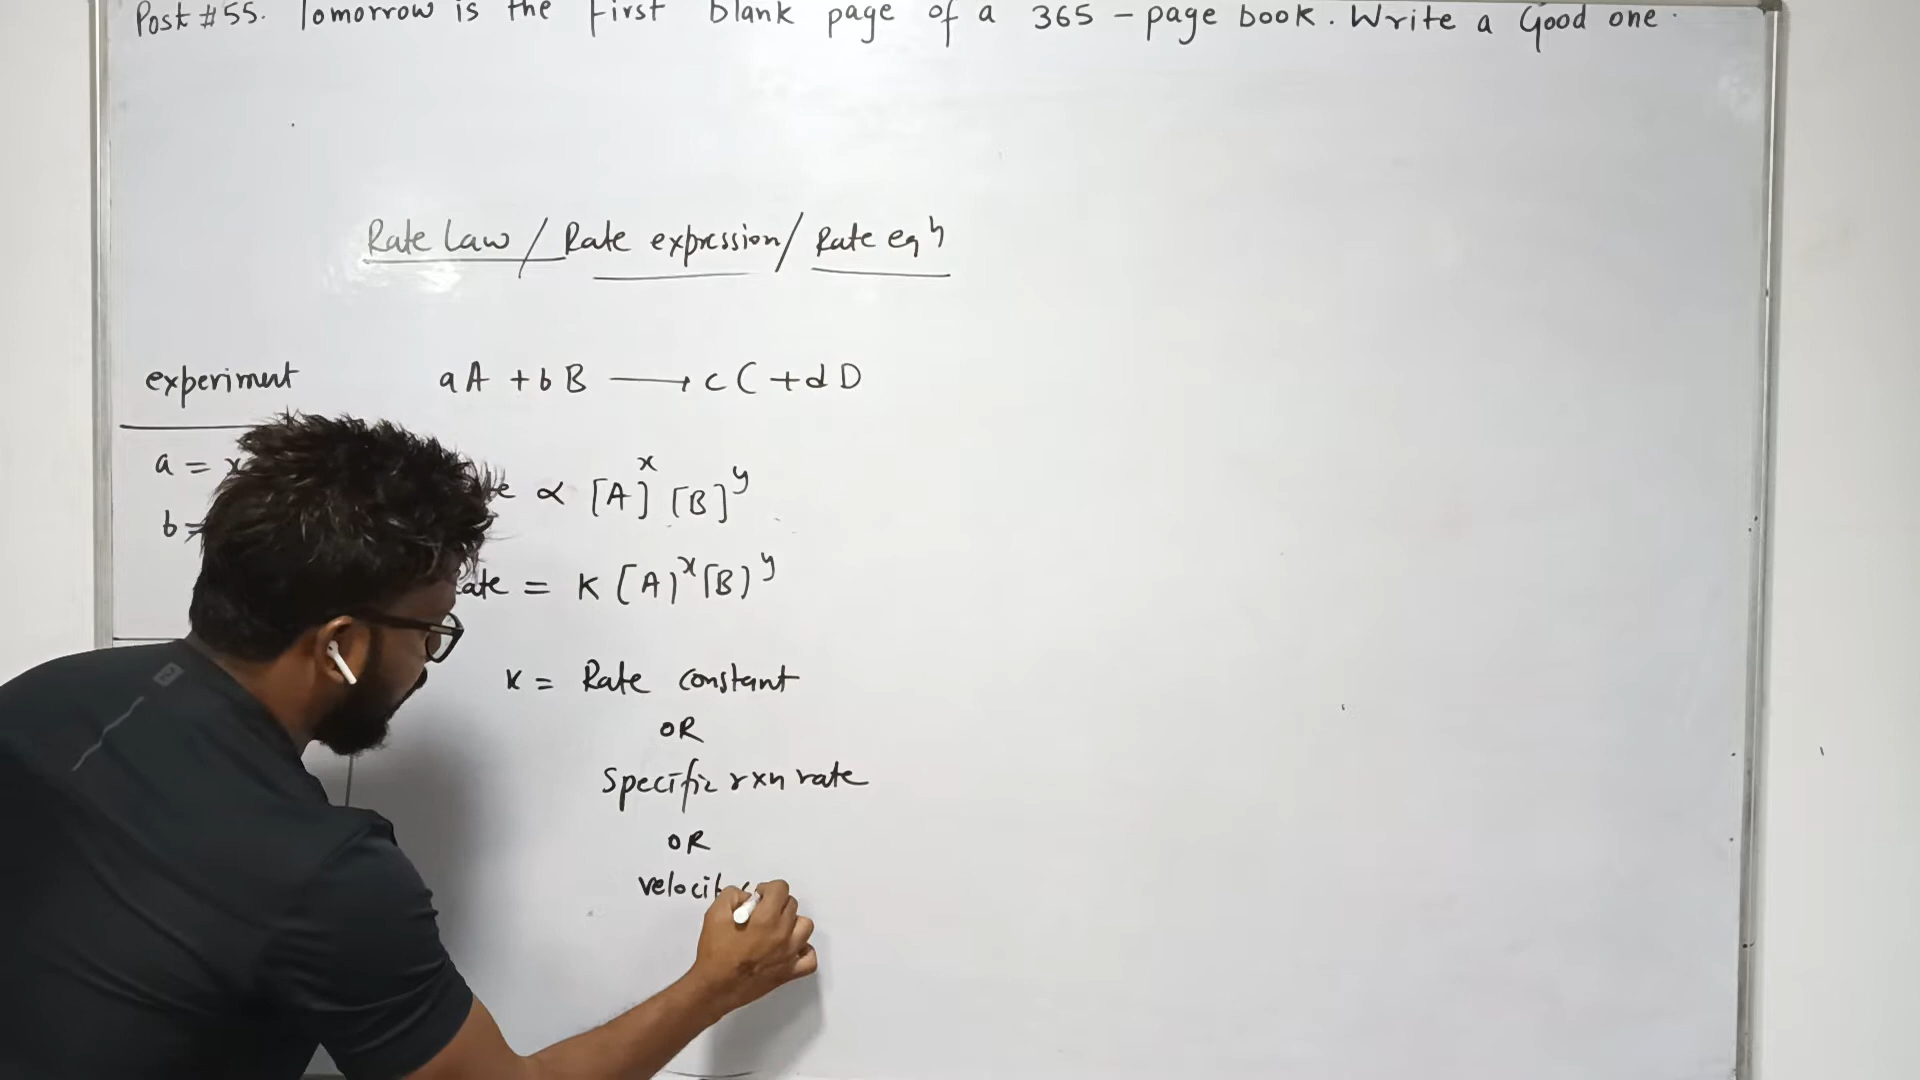 Post #55. Tomorrow is the first blank page of a 365 - page book. Write a Good one.
Rate Law / Rate expression / Rate eqn
experiment
aA + bB ⟶ cC + dD
a = x
∝ [A]^x [B]^y
b ≠
Rate = K [A]^x [B]^y
K = Rate constant
OR
Specific rxn rate
OR